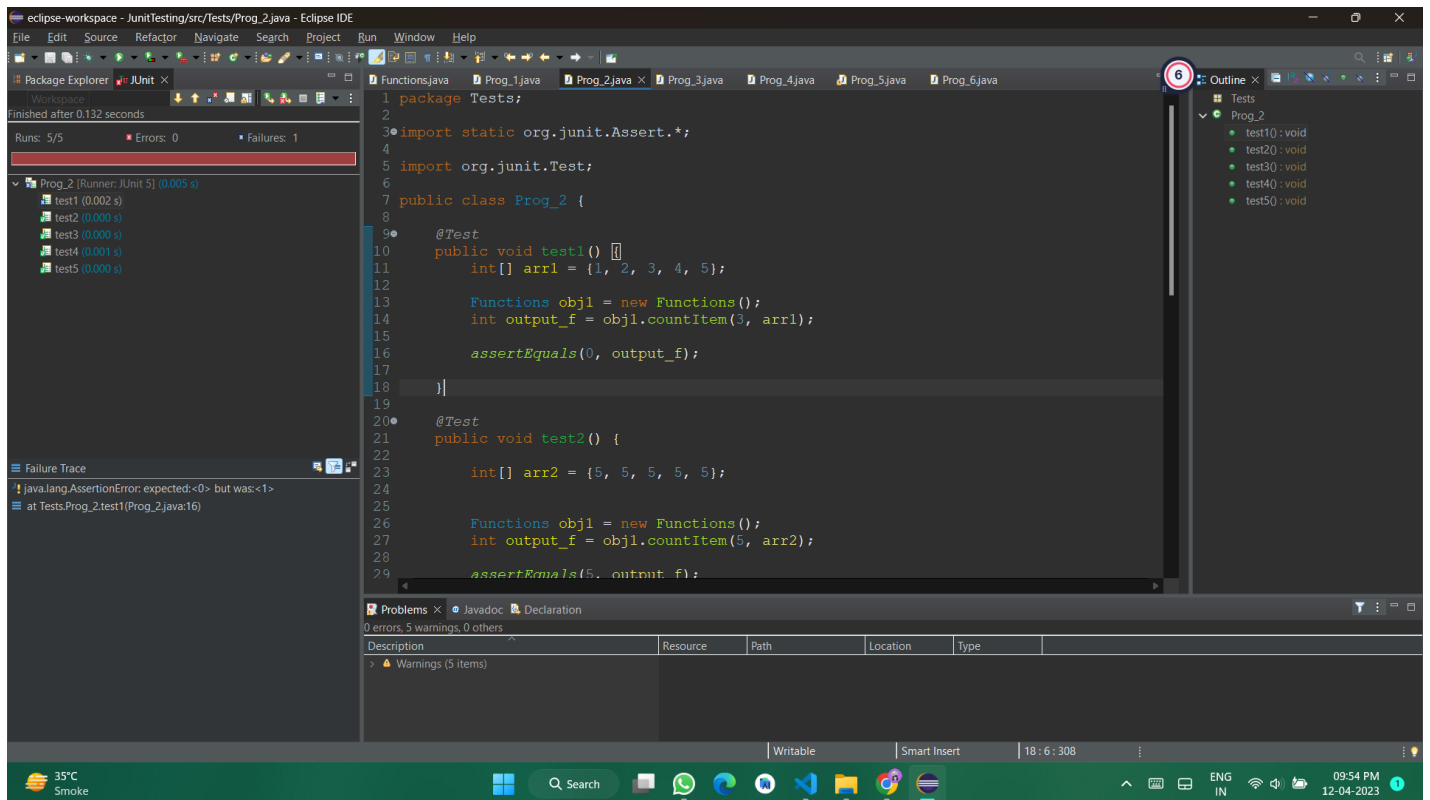 eclipse-workspace - JunitTesting/src/Tests/Prog_2.java - Eclipse IDE
File Edit Source Refactor Navigate Search Project Run Window Help
Package Explorer JUnit
Workspace
Finished after 0.132 seconds
Runs: 5/5 Errors: 0 Failures: 1
Prog_2 [Runner: JUnit 5] (0.005 s)
test1 (0.002 s)
test2 (0.000 s)
test3 (0.000 s)
test4 (0.001 s)
test5 (0.000 s)
Failure Trace
java.lang.AssertionError: expected:<0> but was:<1>
at Tests.Prog_2.test1(Prog_2.java:16)
Functions.java Prog_1.java Prog_2.java Prog_3.java Prog_4.java Prog_5.java Prog_6.java
1 package Tests;
2
3 import static org.junit.Assert.*;
4
5 import org.junit.Test;
6
7 public class Prog_2 {
8
9 @Test
10 public void test1() {
11 int[] arr1 = {1, 2, 3, 4, 5};
12
13 Functions obj1 = new Functions();
14 int output_f = obj1.countItem(3, arr1);
15
16 assertEquals(0, output_f);
17
18 }
19
20 @Test
21 public void test2() {
22
23 int[] arr2 = {5, 5, 5, 5, 5};
24
25
26 Functions obj1 = new Functions();
27 int output_f = obj1.countItem(5, arr2);
28
29 assertEquals(5, output_f);
6
Outline
Tests
Prog_2
test1() : void
test2() : void
test3() : void
test4() : void
test5() : void
Problems Javadoc Declaration
0 errors, 5 warnings, 0 others
Description Resource Path Location Type
Warnings (5 items)
Writable Smart Insert 18 : 6 : 308
35°C
Smoke
Search
ENG
IN
09:54 PM
12-04-2023
1